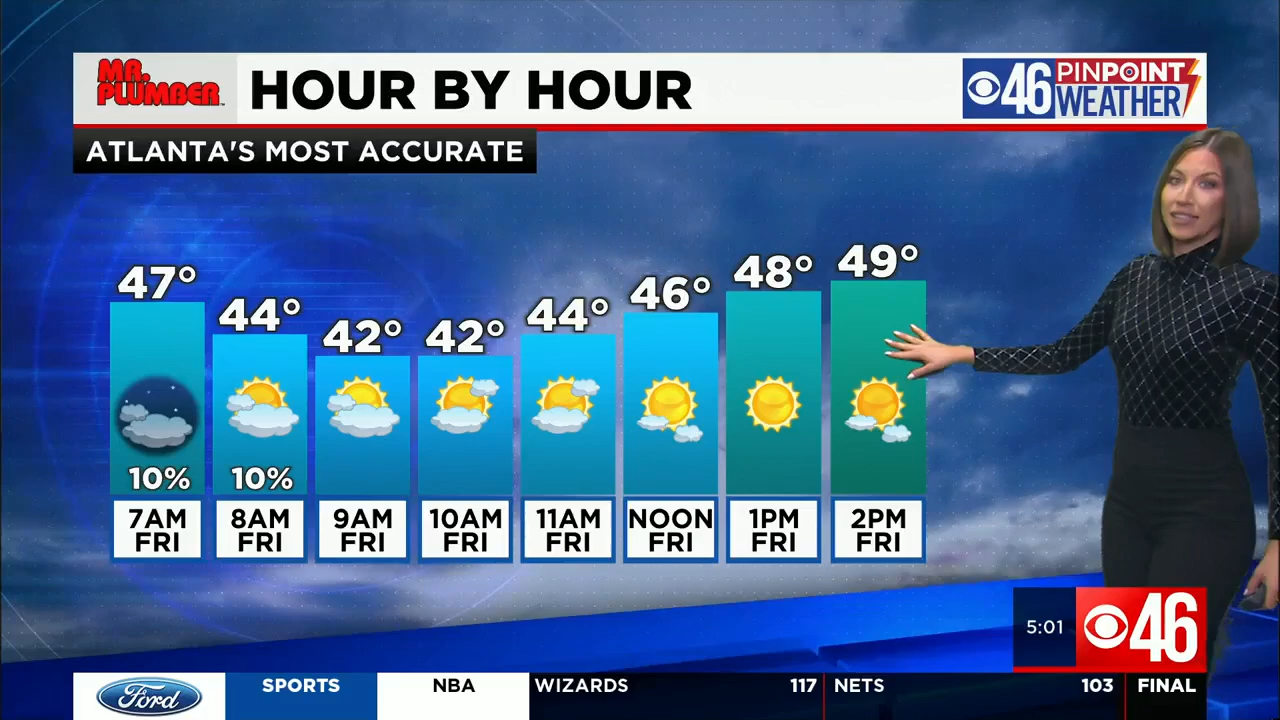 MR. PLUMBER
HOUR BY HOUR
46 PINPOINT WEATHER
ATLANTA'S MOST ACCURATE
47° 44° 42° 42° 44° 46° 48° 49°
10% 10%
7AM FRI
8AM FRI
9AM FRI
10AM FRI
11AM FRI
NOON FRI
1PM FRI
2PM FRI
5:01 46
Ford SPORTS NBA WIZARDS 117 NETS 103 FINAL